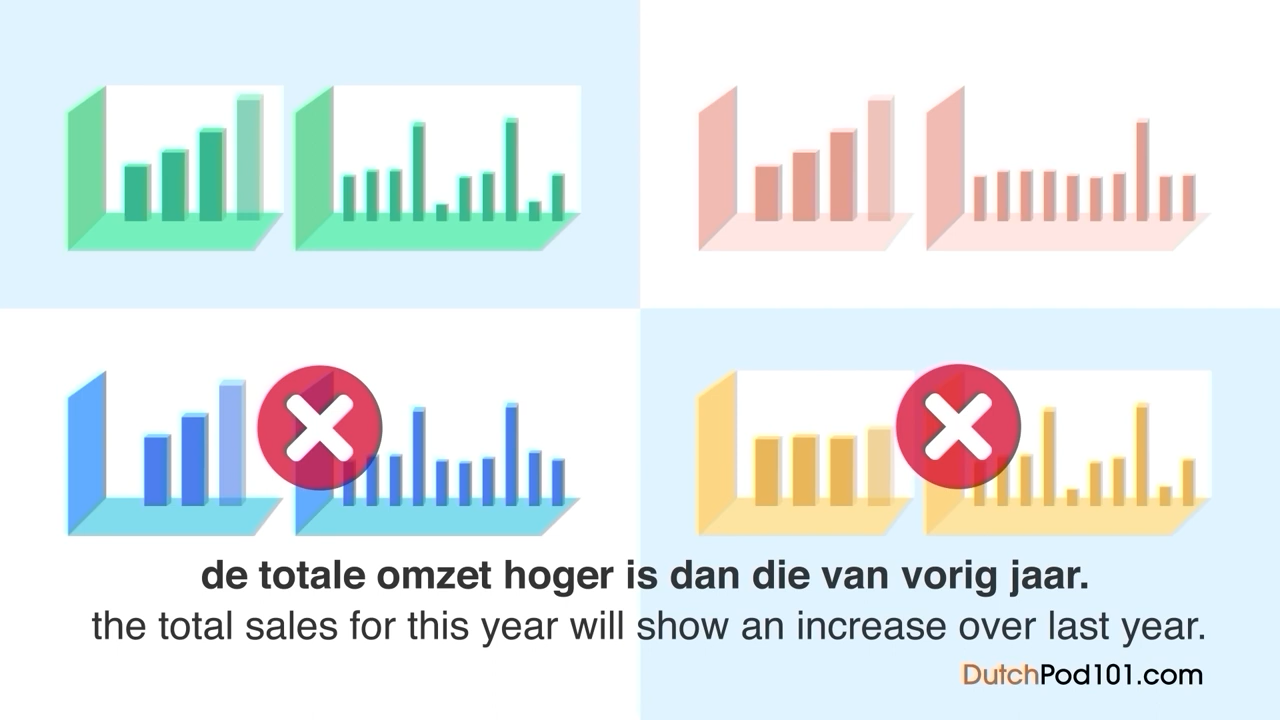 de totale omzet hoger is dan die van vorig jaar.
the total sales for this year will show an increase over last year.
DutchPod101.com